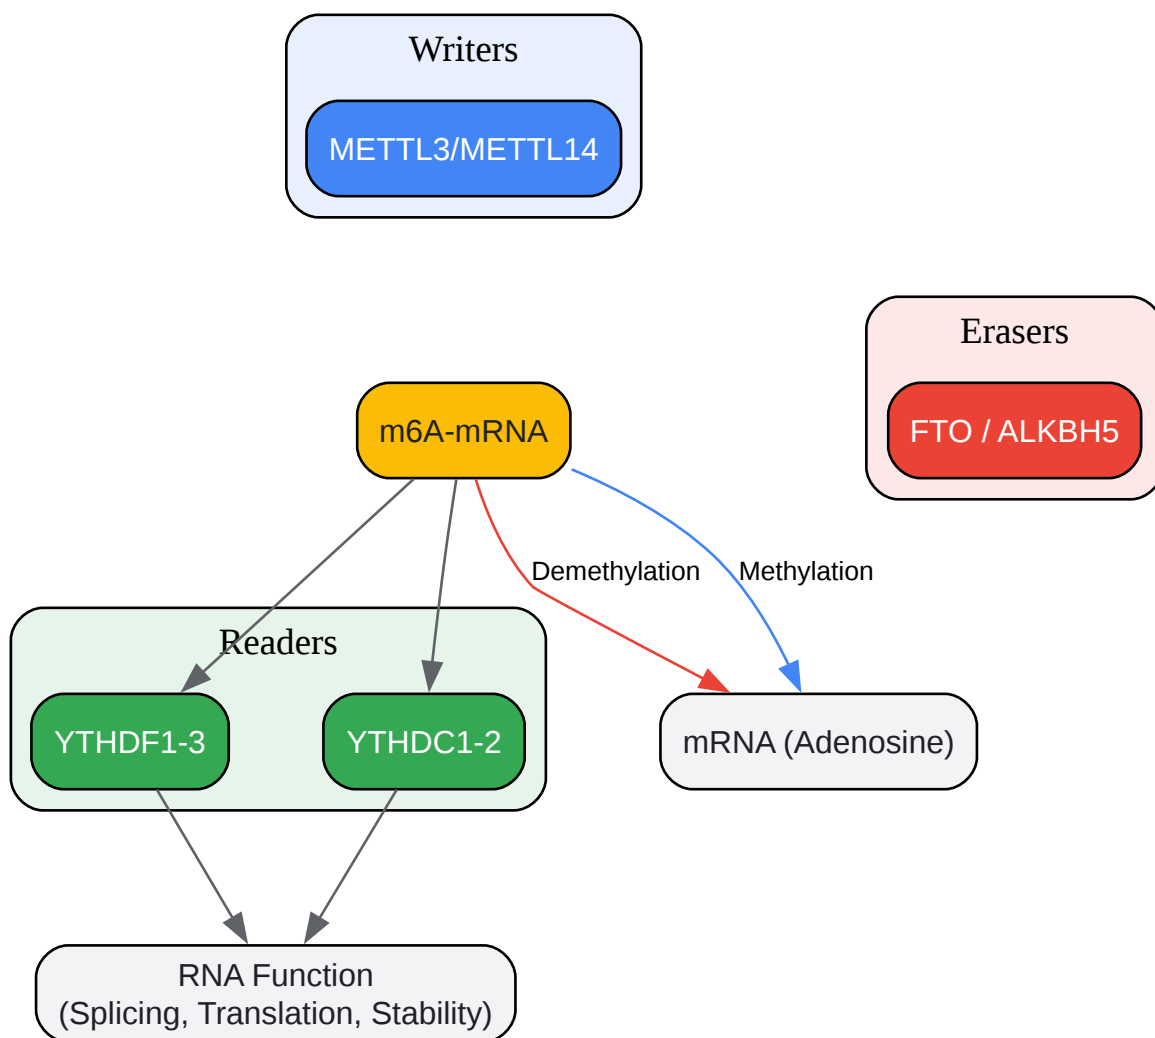 Writers
METTL3/METTL14
Erasers
FTO / ALKBH5
m6A-mRNA
Demethylation
Methylation
Readers
YTHDF1-3
YTHDC1-2
mRNA (Adenosine)
RNA Function
(Splicing, Translation, Stability)